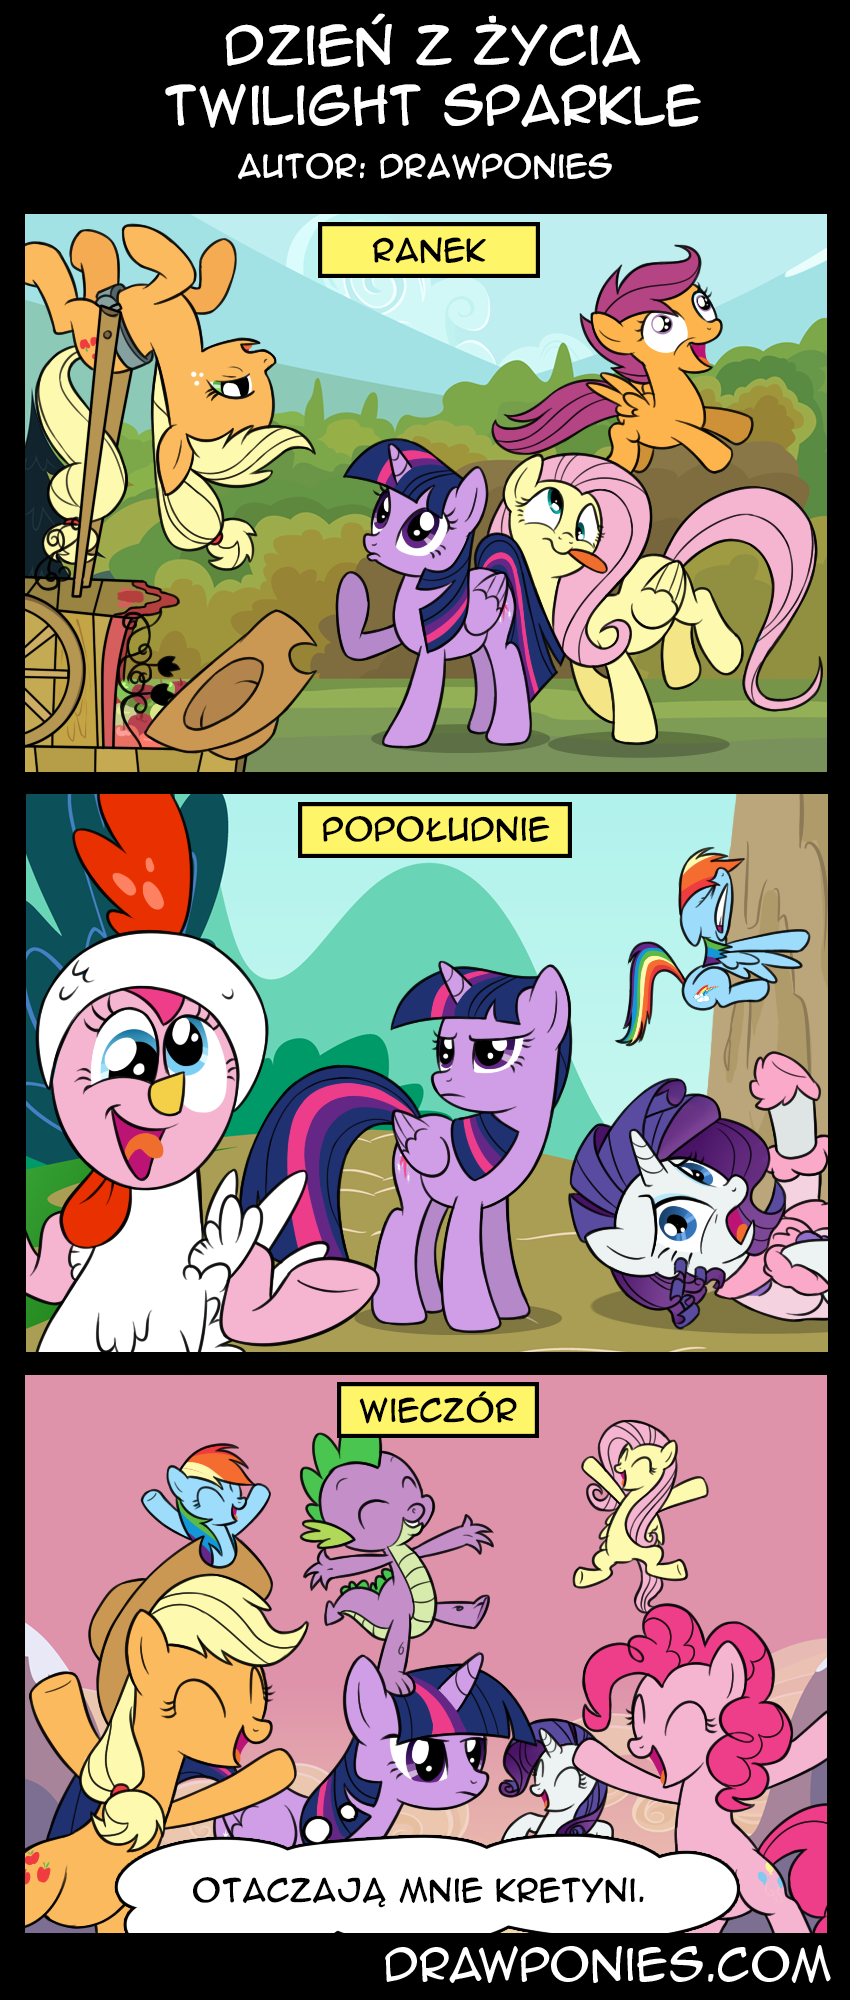 DZIEŃ Z ŻYCIA
TWILIGHT SPARKLE
AUTOR: DRAWPONIES
RANEK
POPOŁUDNIE
WIECZÓR
OTACZAJĄ MNIE KRETYNI.
DRAWPONIES.COM